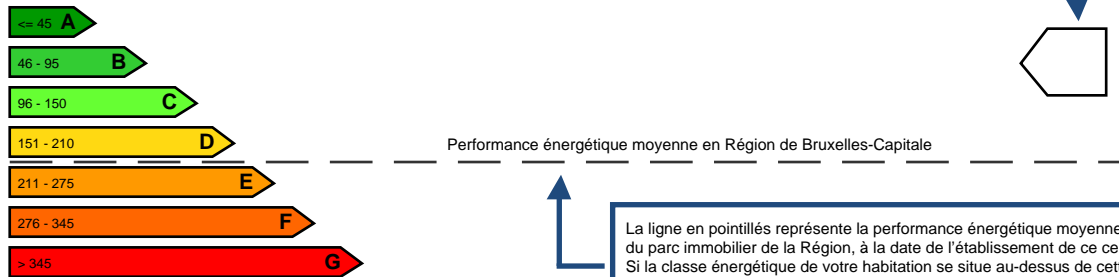 <= 45 A
46 - 95 B
96 - 150 C
151 - 210 D
Performance énergétique moyenne en Région de Bruxelles-Capitale
211 - 275 E
276 - 345 F
> 345 G
La ligne en pointillés représente la performance énergétique moyenne
du parc immobilier de la Région, à la date de l'établissement de ce ce
Si la classe énergétique de votre habitation se situe au-dessus de cet